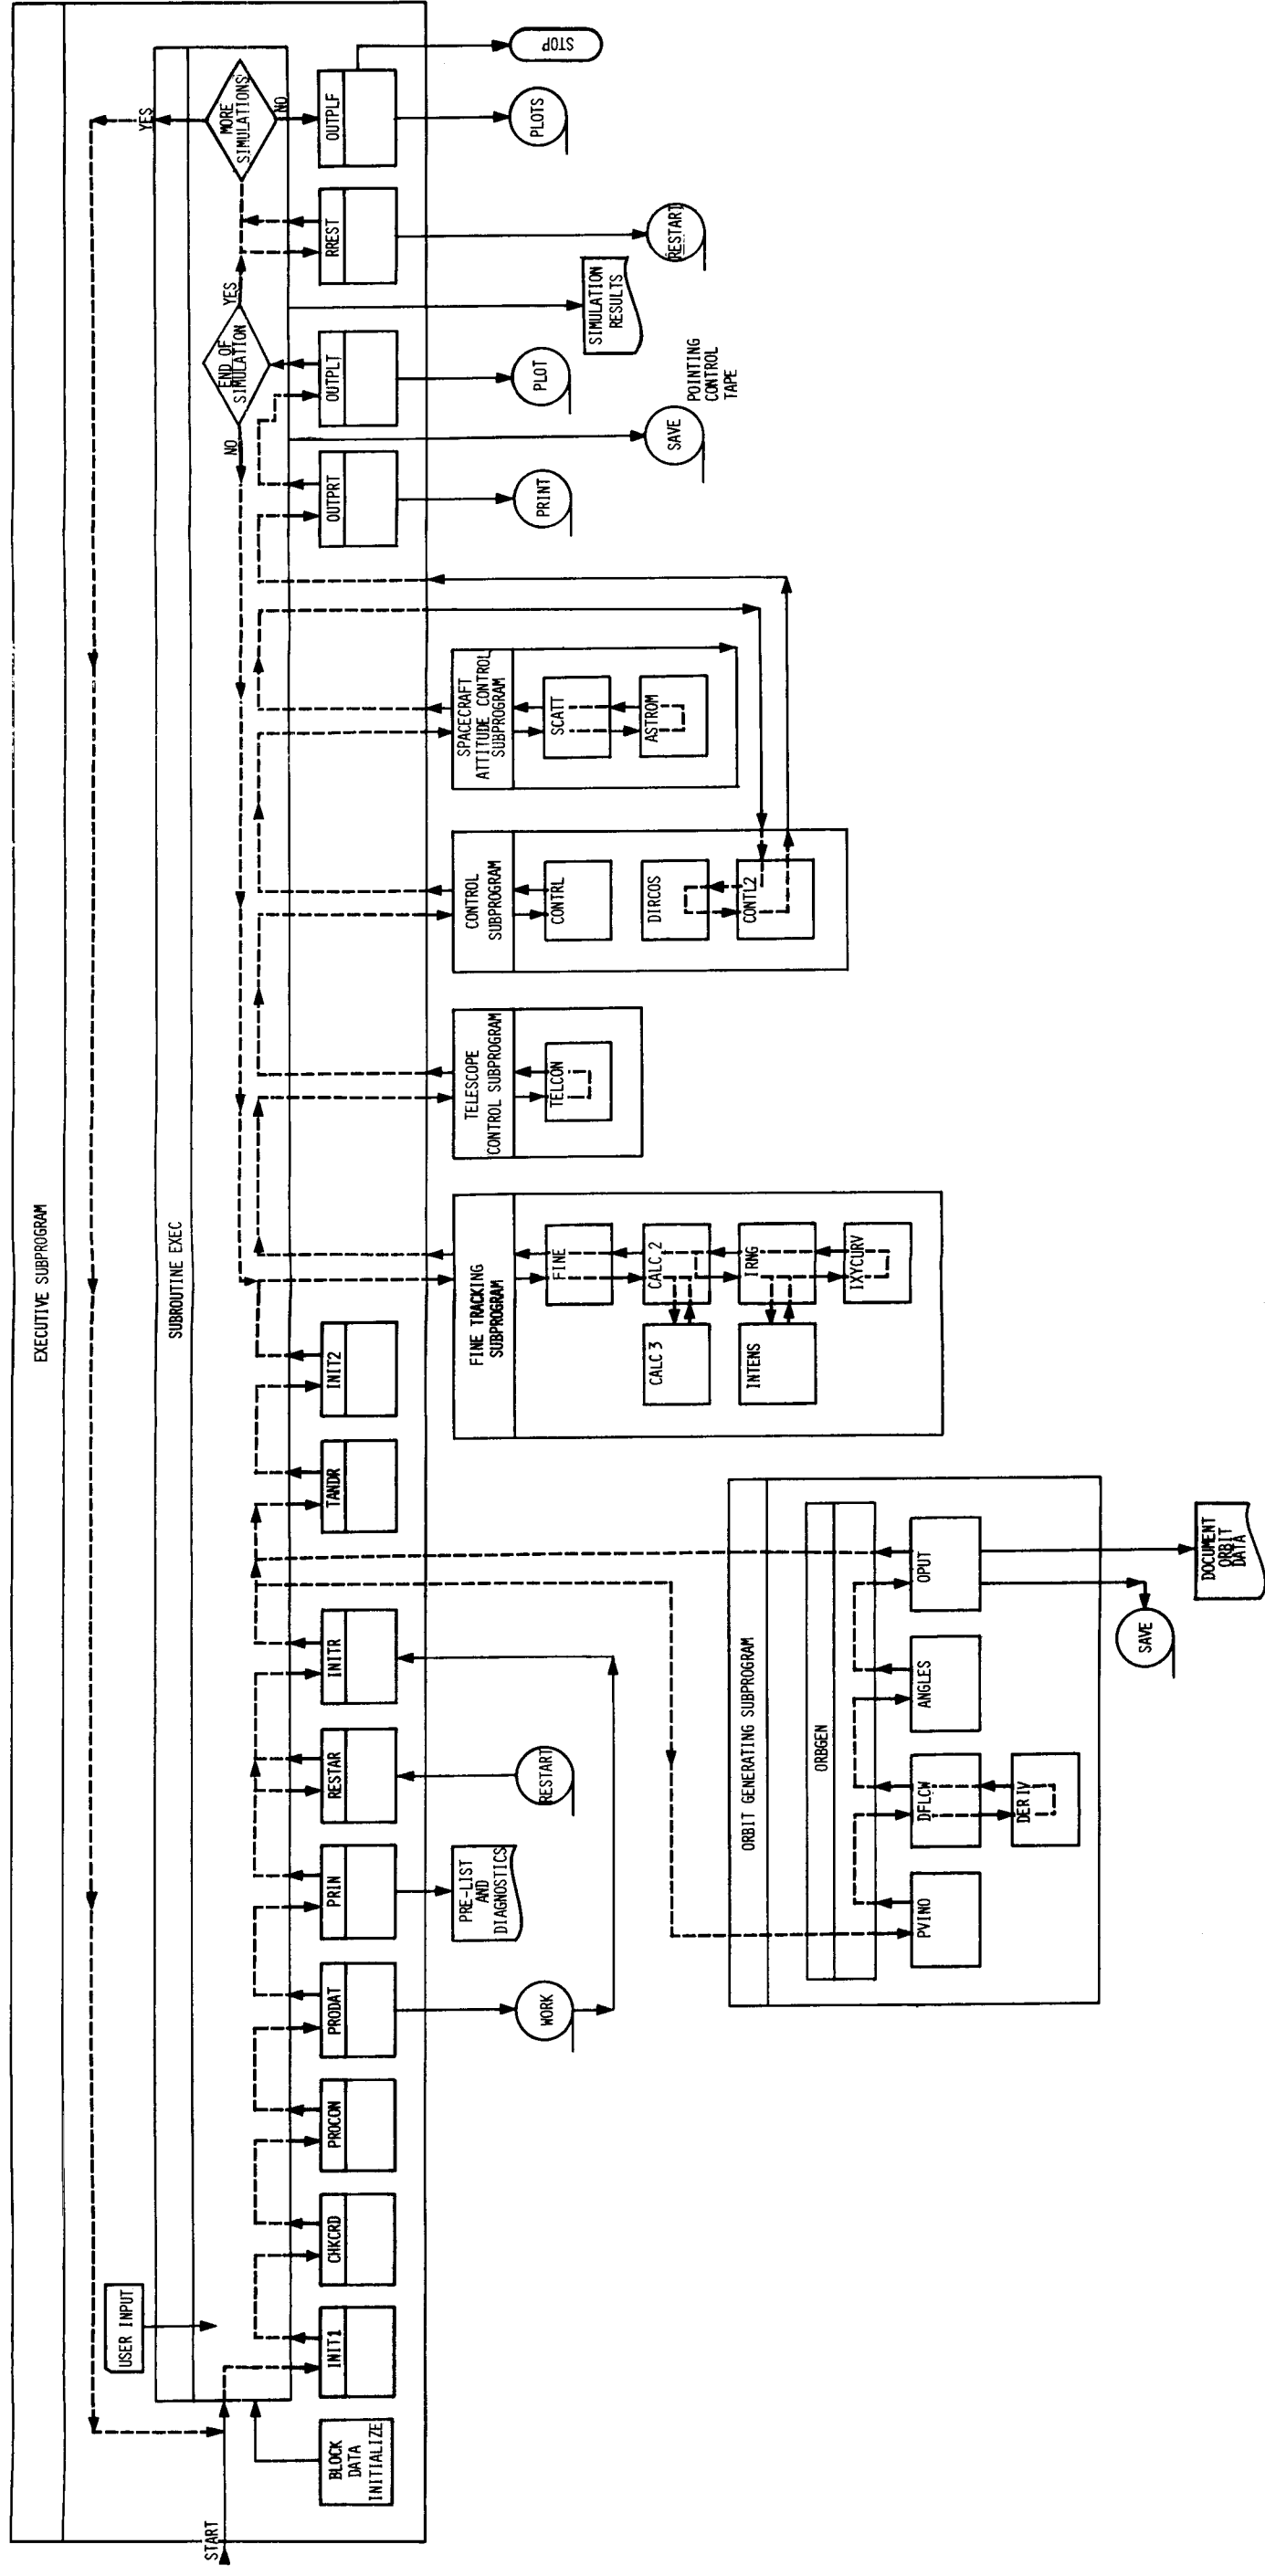 EXECUTIVE SUBPROGRAM
SUBROUTINE EXEC
START
USER INPUT
BLOCK
DATA
INITIALIZE
INIT1
CHKCRD
PROCON
PRODAT
PRIN
RESTAR
INITR
TANDR
INIT2
OUTPRT
OUTPLT
RREST
OUTPLF
NO
END OF
SIMULATION
YES
MORE
SIMULATIONS
YES
NO
STOP
WORK
PRE-LIST
AND
DIAGNOSTICS
RESTART
PRINT
PLOT
PLOTS
SAVE
POINTING
CONTROL
TAPE
SIMULATION
RESULTS
RESTART
FINE TRACKING
SUBPROGRAM
FINE
CALC 2
CALC 3
IRNG
INTENS
IXYCURV
TELESCOPE
CONTROL SUBPROGRAM
TELCON
CONTROL
SUBPROGRAM
CONTRL
DIRCOS
CONTL2
SPACECRAFT
ATTITUDE CONTROL
SUBPROGRAM
SCATT
ASTROM
ORBIT GENERATING SUBPROGRAM
ORBGEN
PVINO
DFLCW
DERIV
ANGLES
OPUT
SAVE
DOCUMENT
ORBIT
DATA